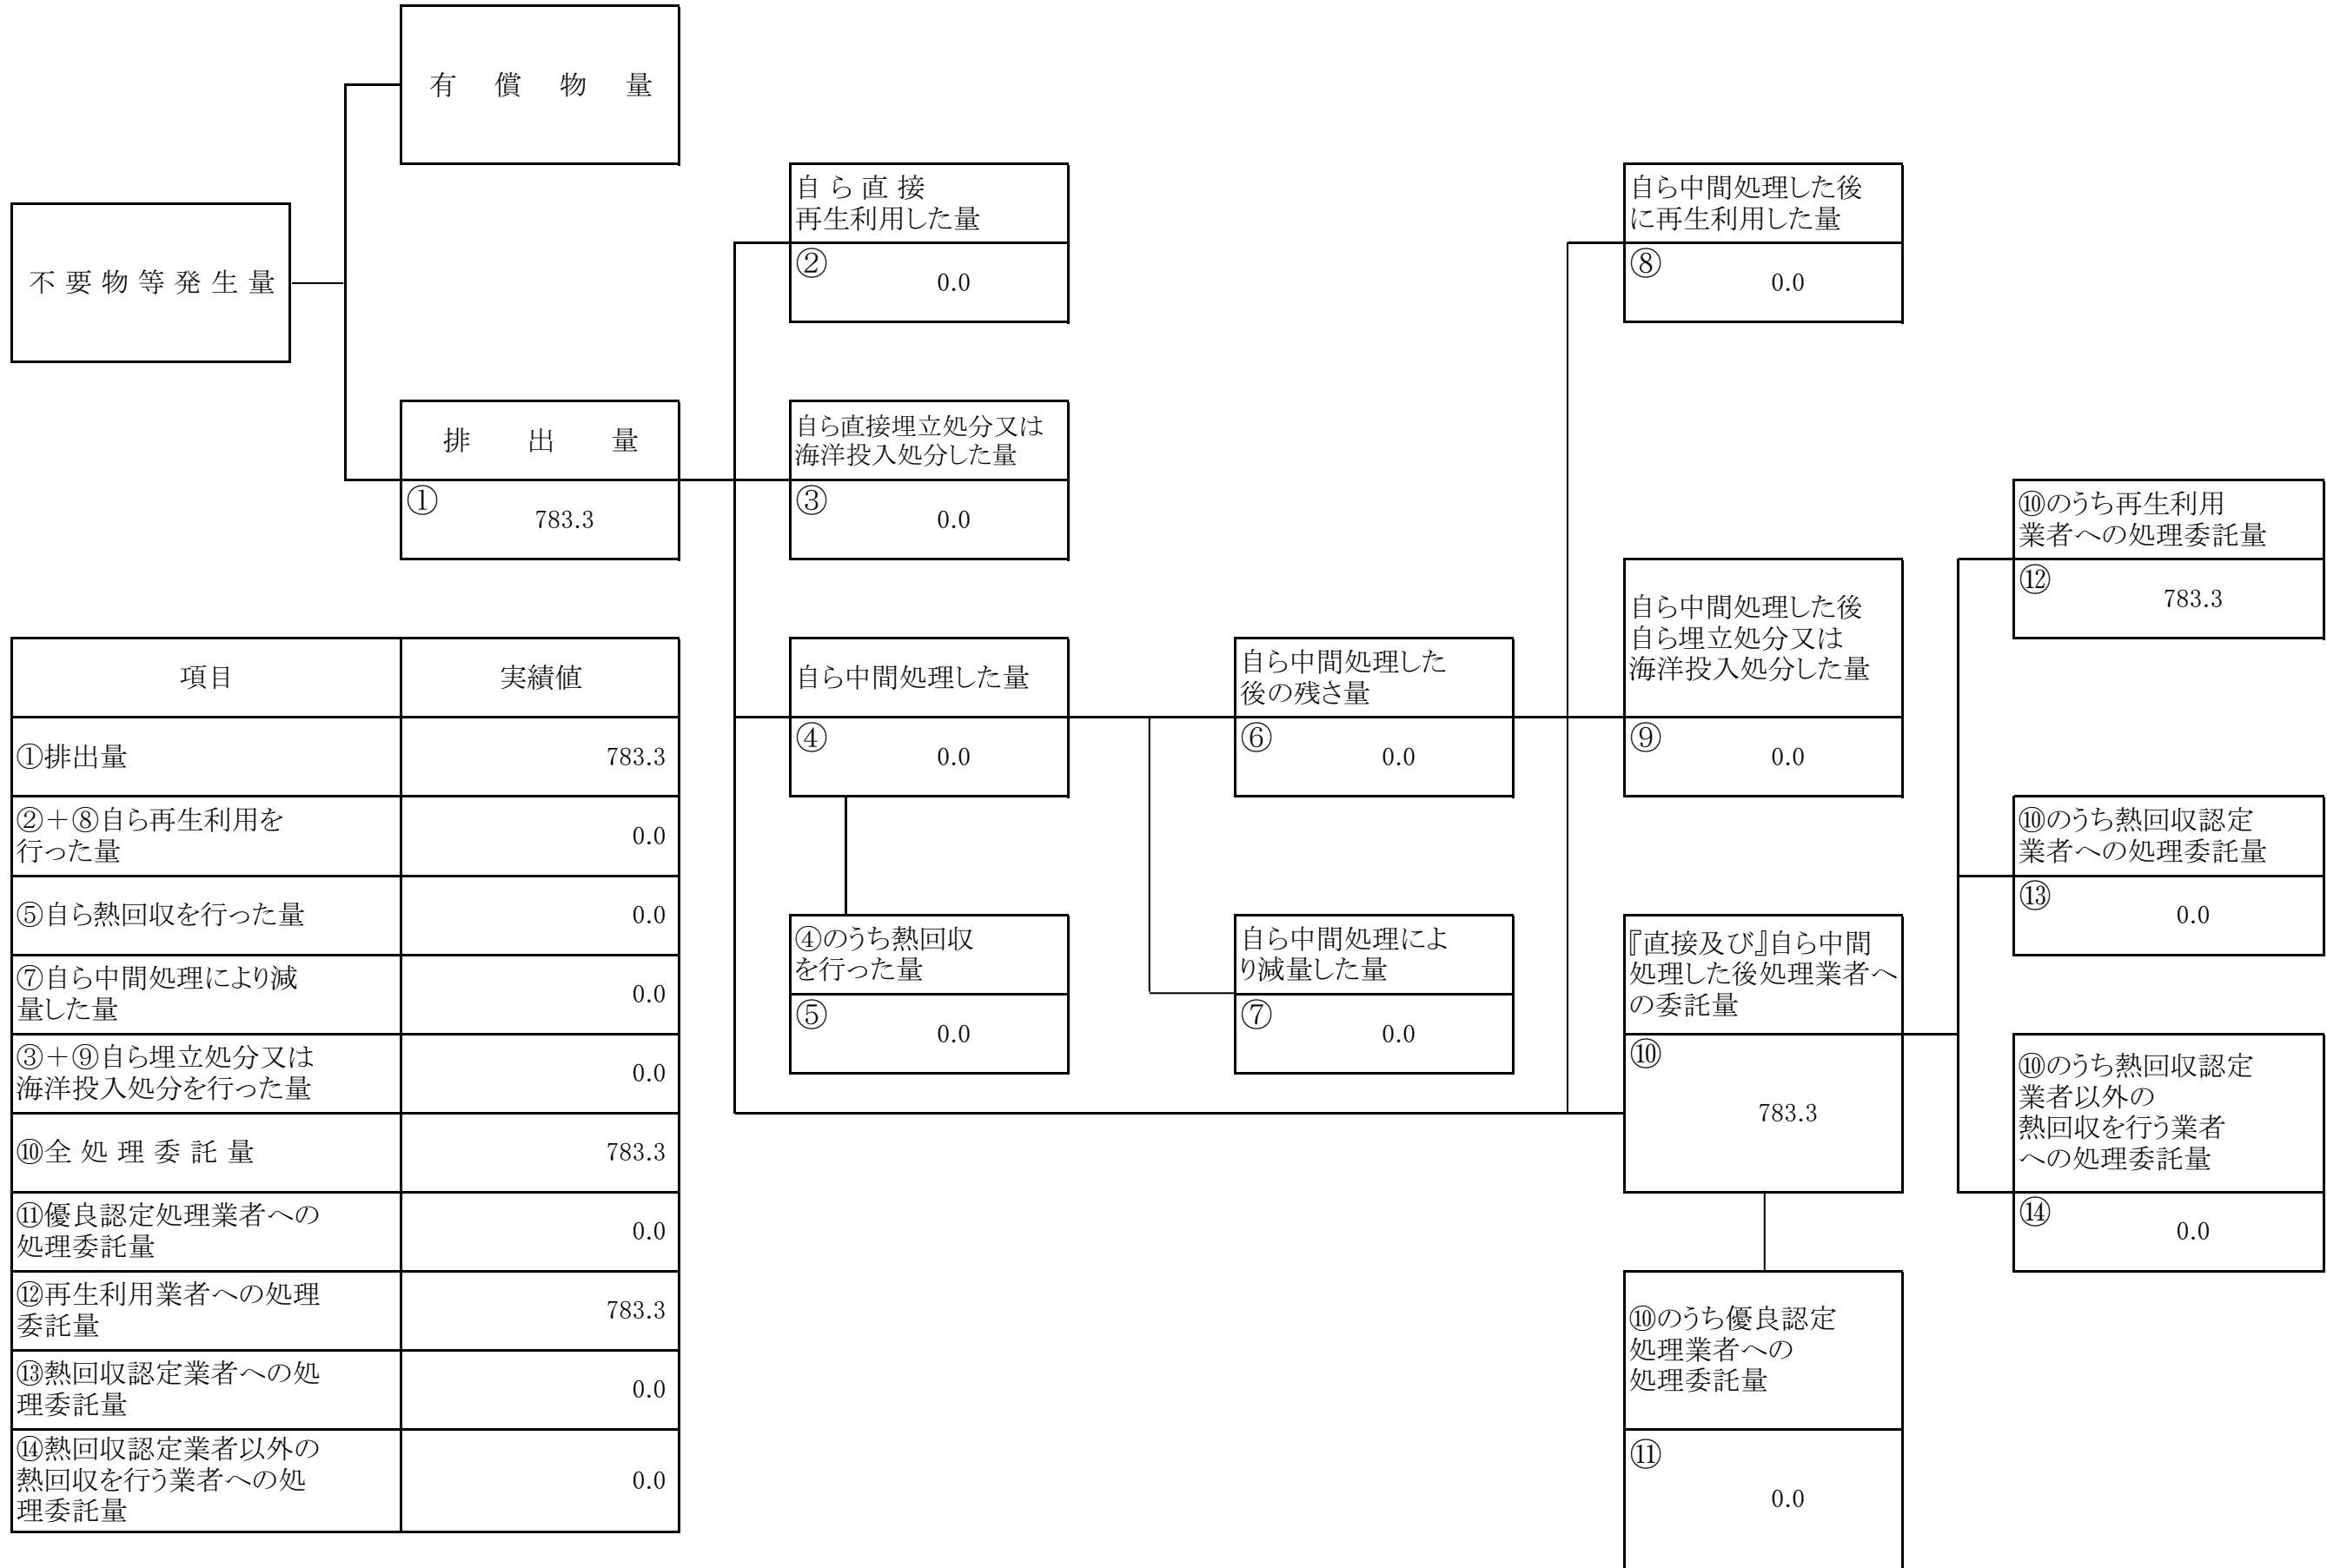 有償物量
不要物等発生量
排出量
①
783.3
自ら直接
再生利用した量
②
0.0
自ら直接埋立処分又は
海洋投入処分した量
③
0.0
自ら中間処理した量
④
0.0
④のうち熱回収
を行った量
⑤
0.0
自ら中間処理した
後の残さ量
⑥
0.0
自ら中間処理によ
り減量した量
⑦
0.0
自ら中間処理した後
に再生利用した量
⑧
0.0
自ら中間処理した後
自ら埋立処分又は
海洋投入処分した量
⑨
0.0
『直接及び』自ら中間
処理した後処理業者へ
の委託量
⑩
783.3
⑩のうち優良認定
処理業者への
処理委託量
⑪
0.0
⑩のうち再生利用
業者への処理委託量
⑫
783.3
⑩のうち熱回収認定
業者への処理委託量
⑬
0.0
⑩のうち熱回収認定
業者以外の
熱回収を行う業者
への処理委託量
⑭
0.0
項目 実績値
①排出量 783.3
②＋⑧自ら再生利用を
行った量 0.0
⑤自ら熱回収を行った量 0.0
⑦自ら中間処理により減
量した量 0.0
③＋⑨自ら埋立処分又は
海洋投入処分を行った量 0.0
⑩全処理委託量 783.3
⑪優良認定処理業者への
処理委託量 0.0
⑫再生利用業者への処理
委託量 783.3
⑬熱回収認定業者への処
理委託量 0.0
⑭熱回収認定業者以外の
熱回収を行う業者への処
理委託量 0.0